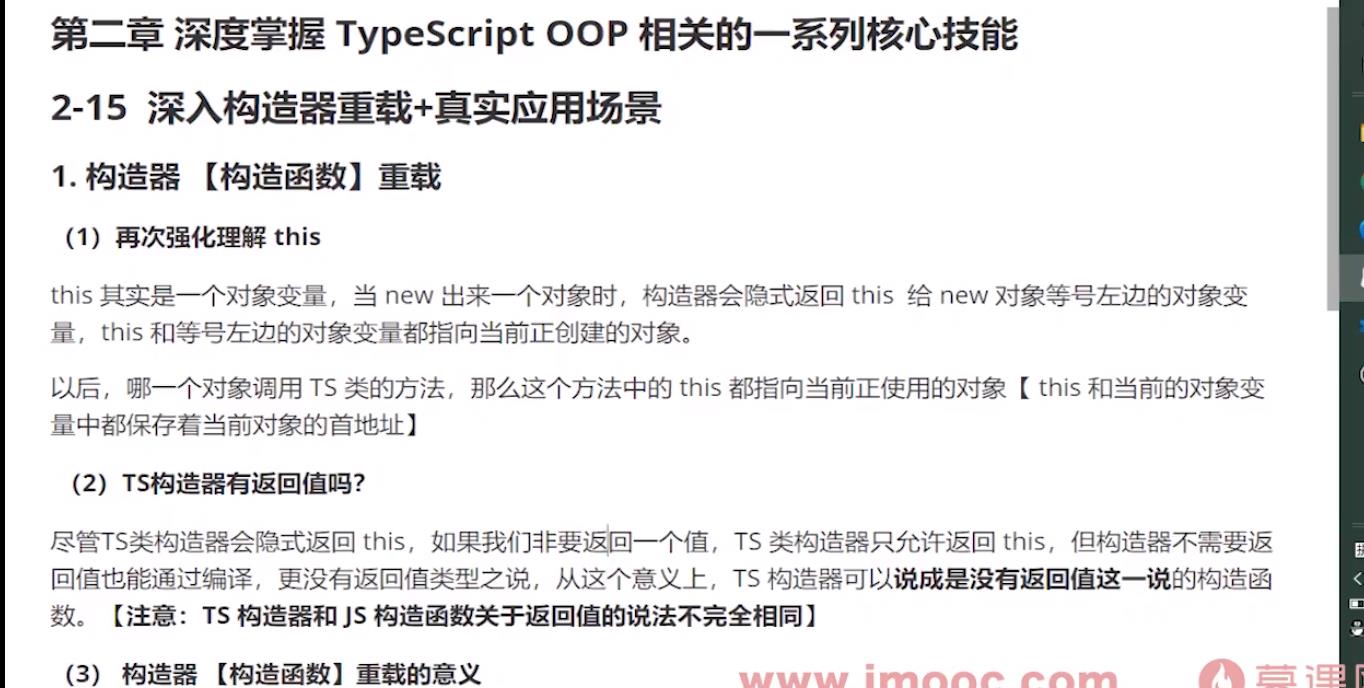 第二章 深度掌握 TypeScript OOP 相关的一系列核心技能
2-15 深入构造器重载+真实应用场景
1. 构造器 【构造函数】重载
（1）再次强化理解 this
this 其实是一个对象变量，当 new 出来一个对象时，构造器会隐式返回 this 给 new 对象等号左边的对象变
量，this 和等号左边的对象变量都指向当前正创建的对象。
以后，哪一个对象调用 TS 类的方法，那么这个方法中的 this 都指向当前正使用的对象【 this 和当前的对象变
量中都保存着当前对象的首地址】
（2）TS构造器有返回值吗？
尽管TS类构造器会隐式返回 this，如果我们非要返回一个值，TS 类构造器只允许返回 this，但构造器不需要返
回值也能通过编译，更没有返回值类型之说，从这个意义上，TS 构造器可以说成是没有返回值这一说的构造函
数。【注意：TS 构造器和 JS 构造函数关于返回值的说法不完全相同】
（3） 构造器 【构造函数】重载的意义
www.imooc.com 慕课网